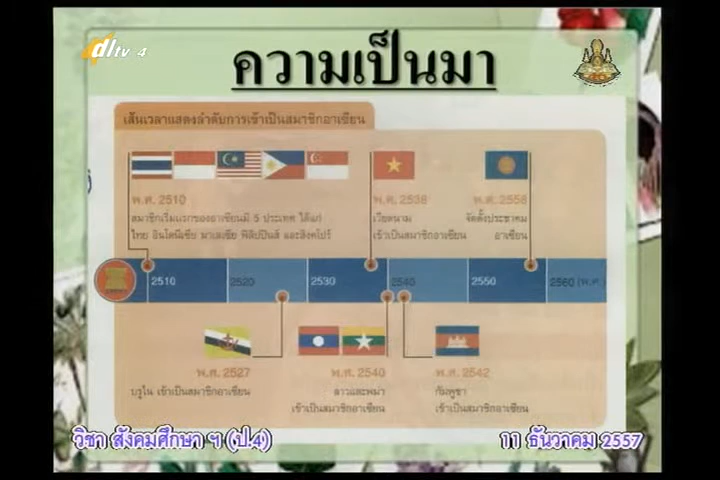 dltv 4
ความเป็นมา
เส้นเวลาแสดงลำดับการเข้าเป็นสมาชิกอาเซียน
พ.ศ. 2510
สมาชิกเริ่มแรกของอาเซียนมี 5 ประเทศ ได้แก่
ไทย อินโดนีเซีย มาเลเซีย ฟิลิปปินส์ และสิงคโปร์
พ.ศ. 2538
เวียดนาม
เข้าเป็นสมาชิกอาเซียน
พ.ศ. 2558
จัดตั้งประชาคม
อาเซียน
2510 2520 2530 2540 2550 2560 (พ.ศ.)
พ.ศ. 2527
บรูไน เข้าเป็นสมาชิกอาเซียน
พ.ศ. 2540
ลาวและพม่า
เข้าเป็นสมาชิกอาเซียน
พ.ศ. 2542
กัมพูชา
เข้าเป็นสมาชิกอาเซียน
วิชา สังคมศึกษา ฯ (ป.4)
11 ธันวาคม 2557